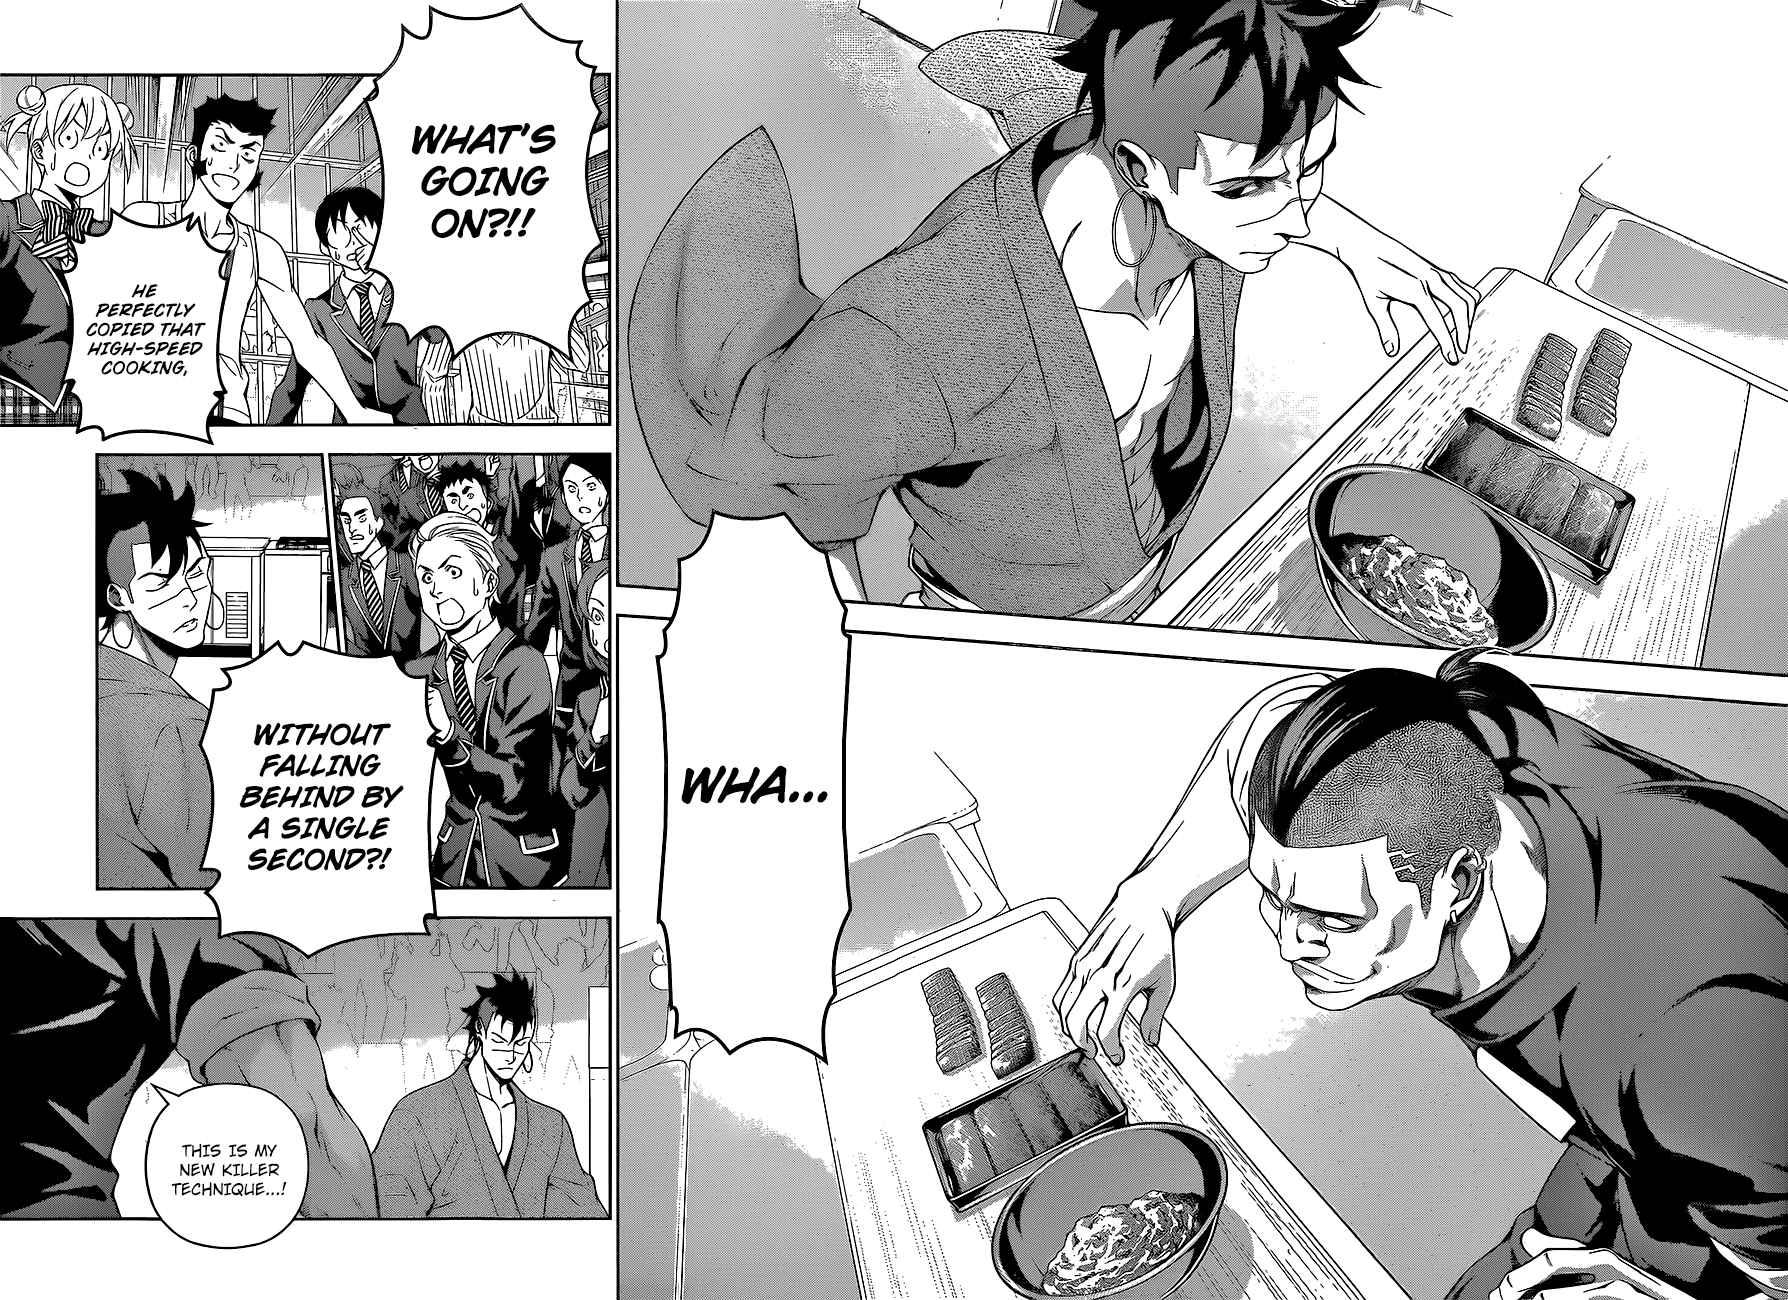 WHA...
WHAT'S
GOING
ON?!!
HE
PERFECTLY
COPIED THAT
HIGH-SPEED
COOKING,
WITHOUT
FALLING
BEHIND BY
A SINGLE
SECOND?!
THIS IS MY
NEW KILLER
TECHNIQUE...!